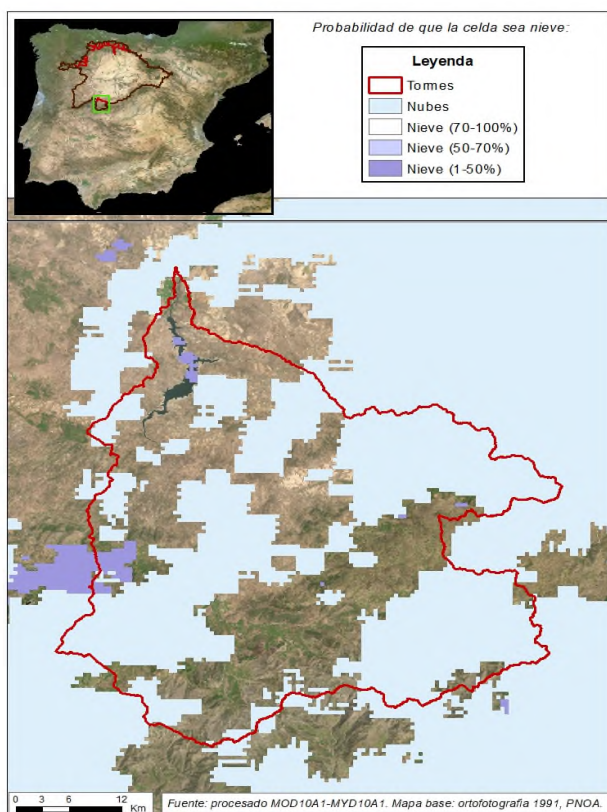 Probabilidad de que la celda sea nieve:
Leyenda
Tormes
Nubes
Nieve (70-100%)
Nieve (50-70%)
Nieve (1-50%)
0 3 6 12
Km
Fuente: procesado MOD10A1-MYD10A1. Mapa base: ortofotografia 1991, PNOA